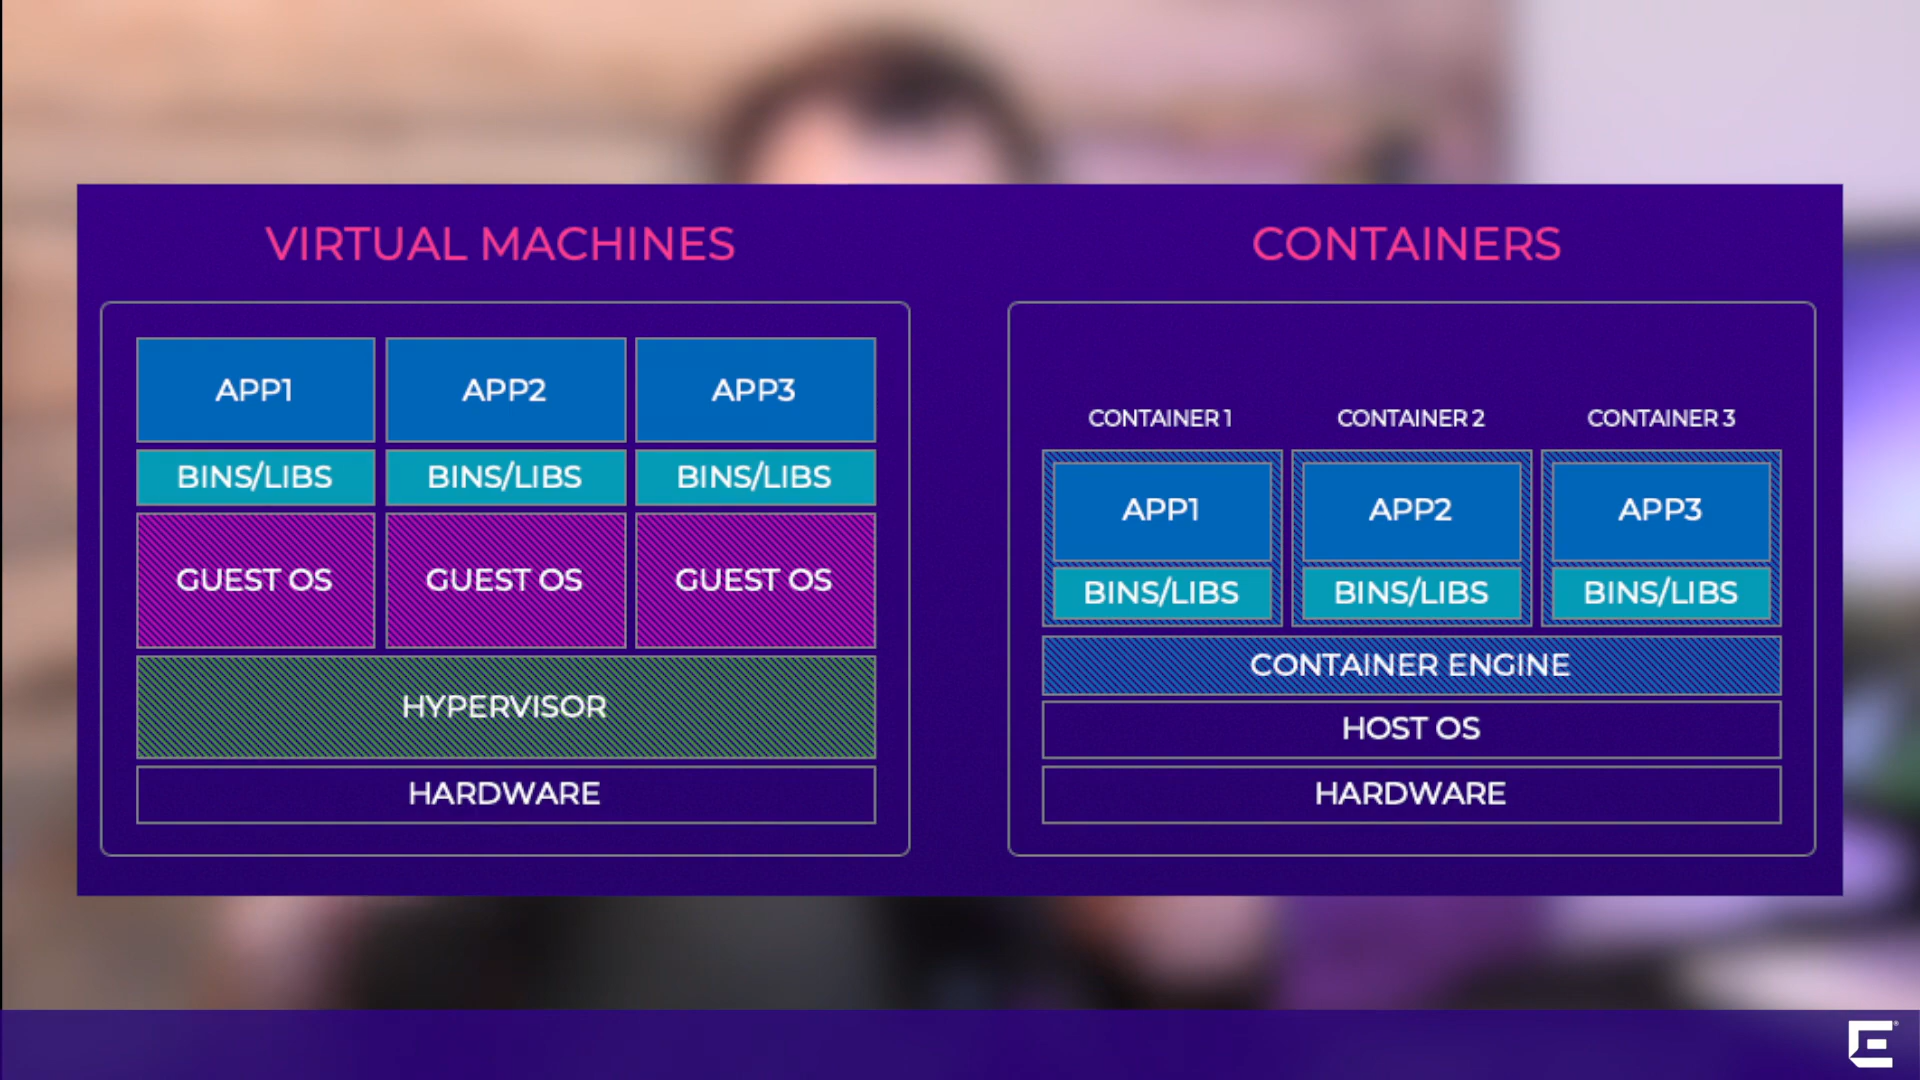 VIRTUAL MACHINES
APP1 APP2 APP3
BINS/LIBS BINS/LIBS BINS/LIBS
GUEST OS GUEST OS GUEST OS
HYPERVISOR
HARDWARE
CONTAINERS
CONTAINER 1 CONTAINER 2 CONTAINER 3
APP1 APP2 APP3
BINS/LIBS BINS/LIBS BINS/LIBS
CONTAINER ENGINE
HOST OS
HARDWARE
E